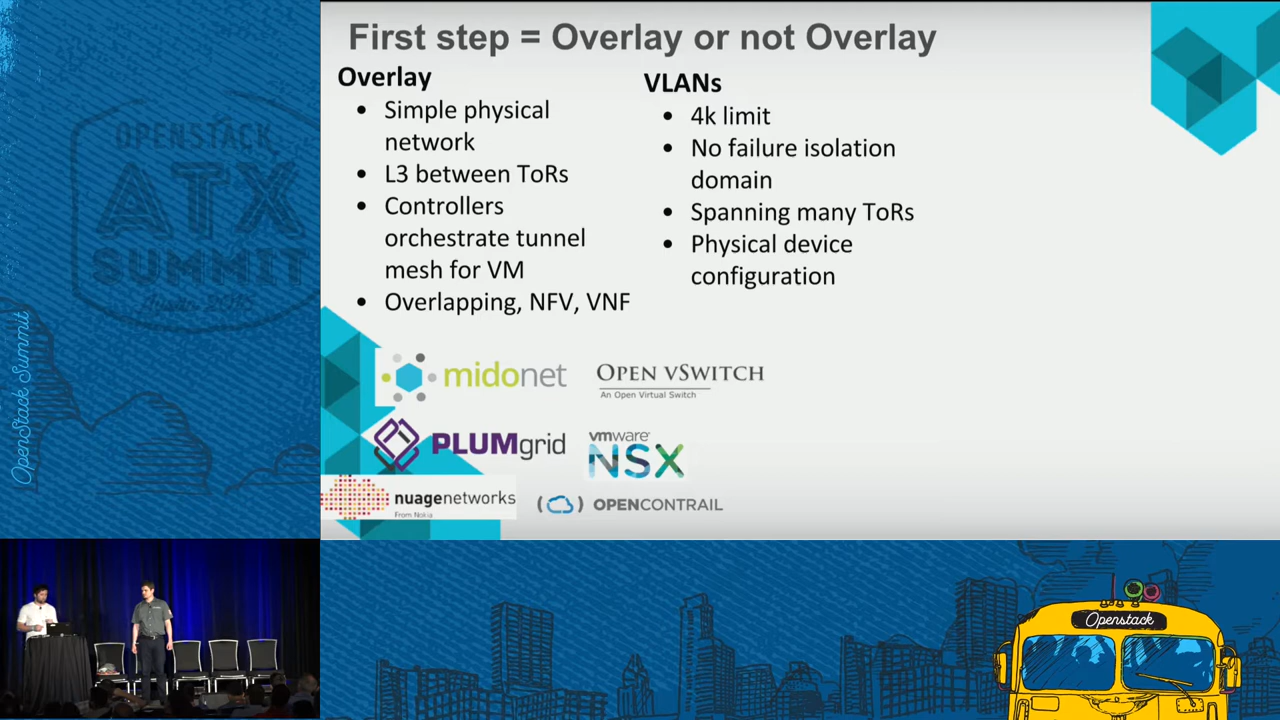 First step = Overlay or not Overlay
Overlay
• Simple physical
network
• L3 between ToRs
• Controllers
orchestrate tunnel
mesh for VM
• Overlapping, NFV, VNF
VLANs
• 4k limit
• No failure isolation
domain
• Spanning many ToRs
• Physical device
configuration
midonet
OPEN VSWITCH
An Open Virtual Switch
PLUMgrid
vmware
NSX
nuagenetworks
From Nokia
OPENCONTRAIL
OPENSTACK
ATX
SUMMIT
Austin 2016
OpenStack Summit
Openstack